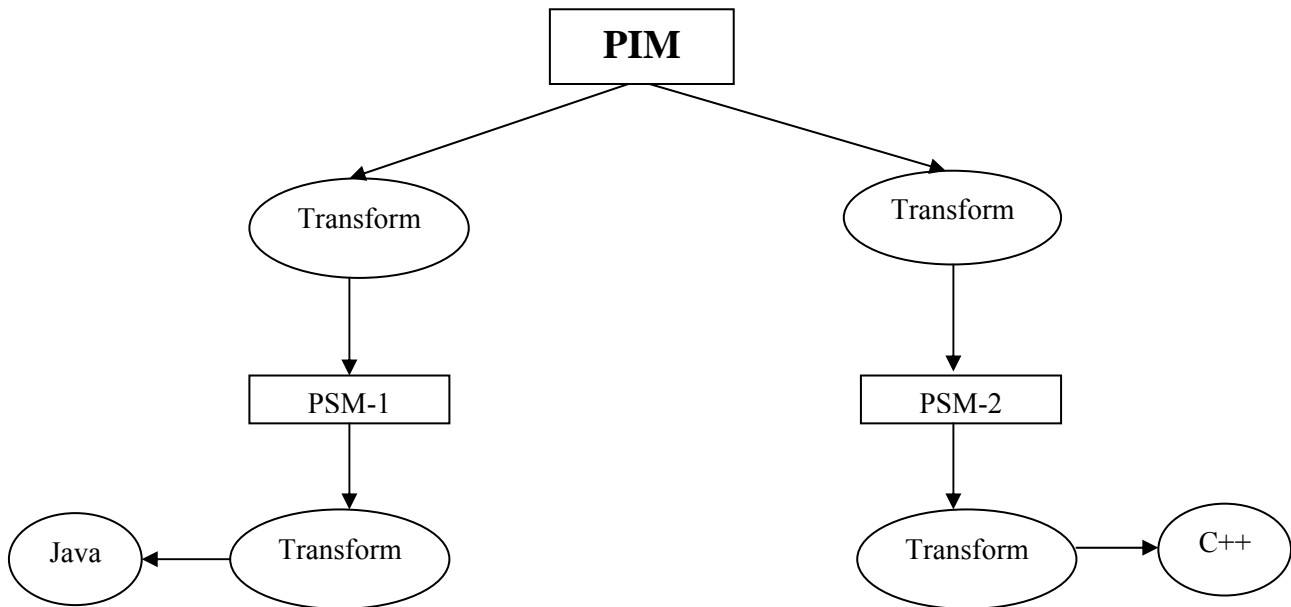 PIM
Transform
Transform
PSM-1
PSM-2
Java
Transform
Transform
C++